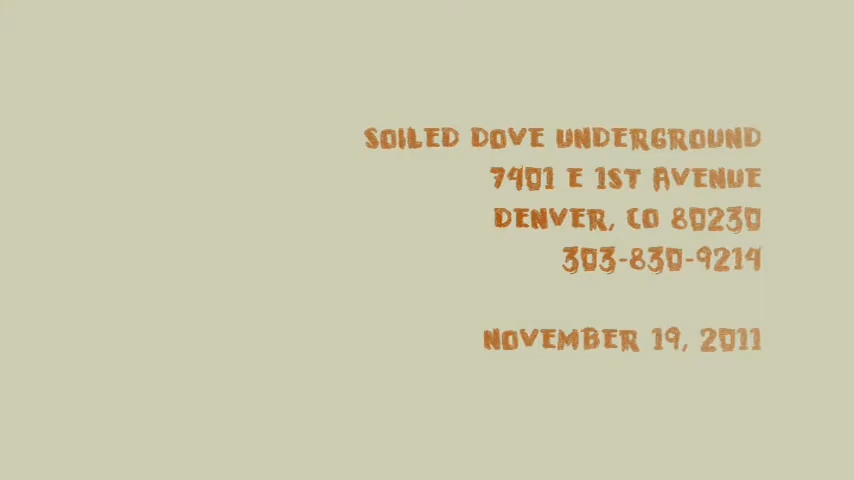 SOILED DOVE UNDERGROUND
7401 E 1ST AVENUE
DENVER, CO 80230
303-830-9214
NOVEMBER 19, 2011